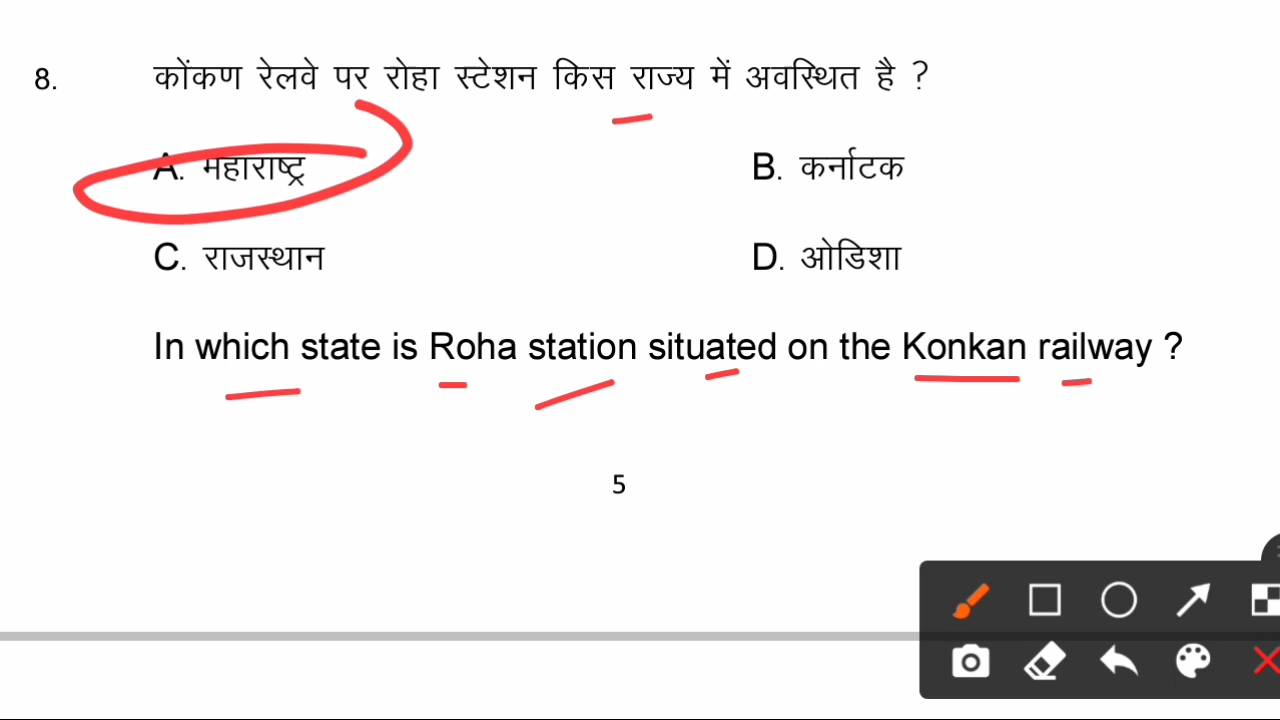 8. कोंकण रेलवे पर रोहा स्टेशन किस राज्य में अवस्थित है ?
A. महाराष्ट्र B. कर्नाटक
C. राजस्थान D. ओडिशा
In which state is Roha station situated on the Konkan railway ?
5